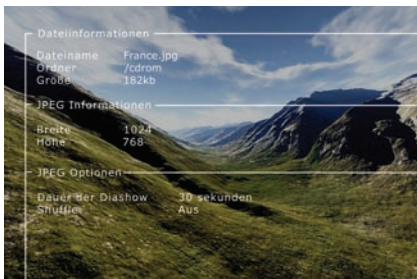 Dateiinformationen
Dateiname France.jpg
Ordner /cdrom
Größe 182kb
JPEG Informationen
Breite 1024
Höhe 768
JPEG Optionen
Dauer der Diashow 30 sekunden
Shuffle Aus